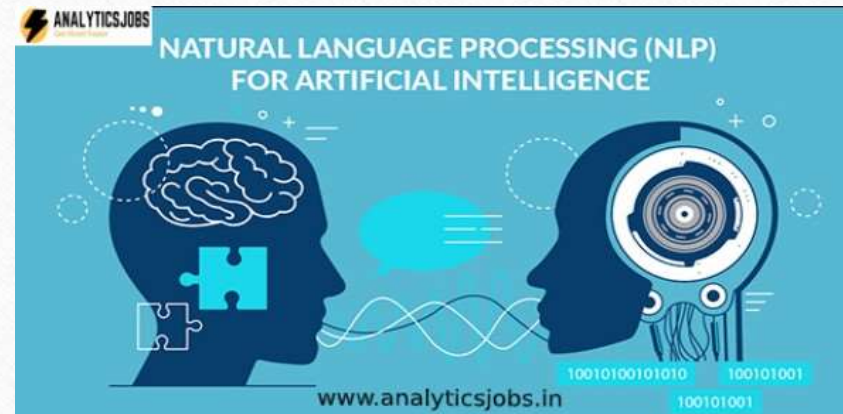 ANALYTICSJOBS
NATURAL LANGUAGE PROCESSING (NLP)
FOR ARTIFICIAL INTELLIGENCE
10010100101010
100101001
100101001
www.analyticsjobs.in